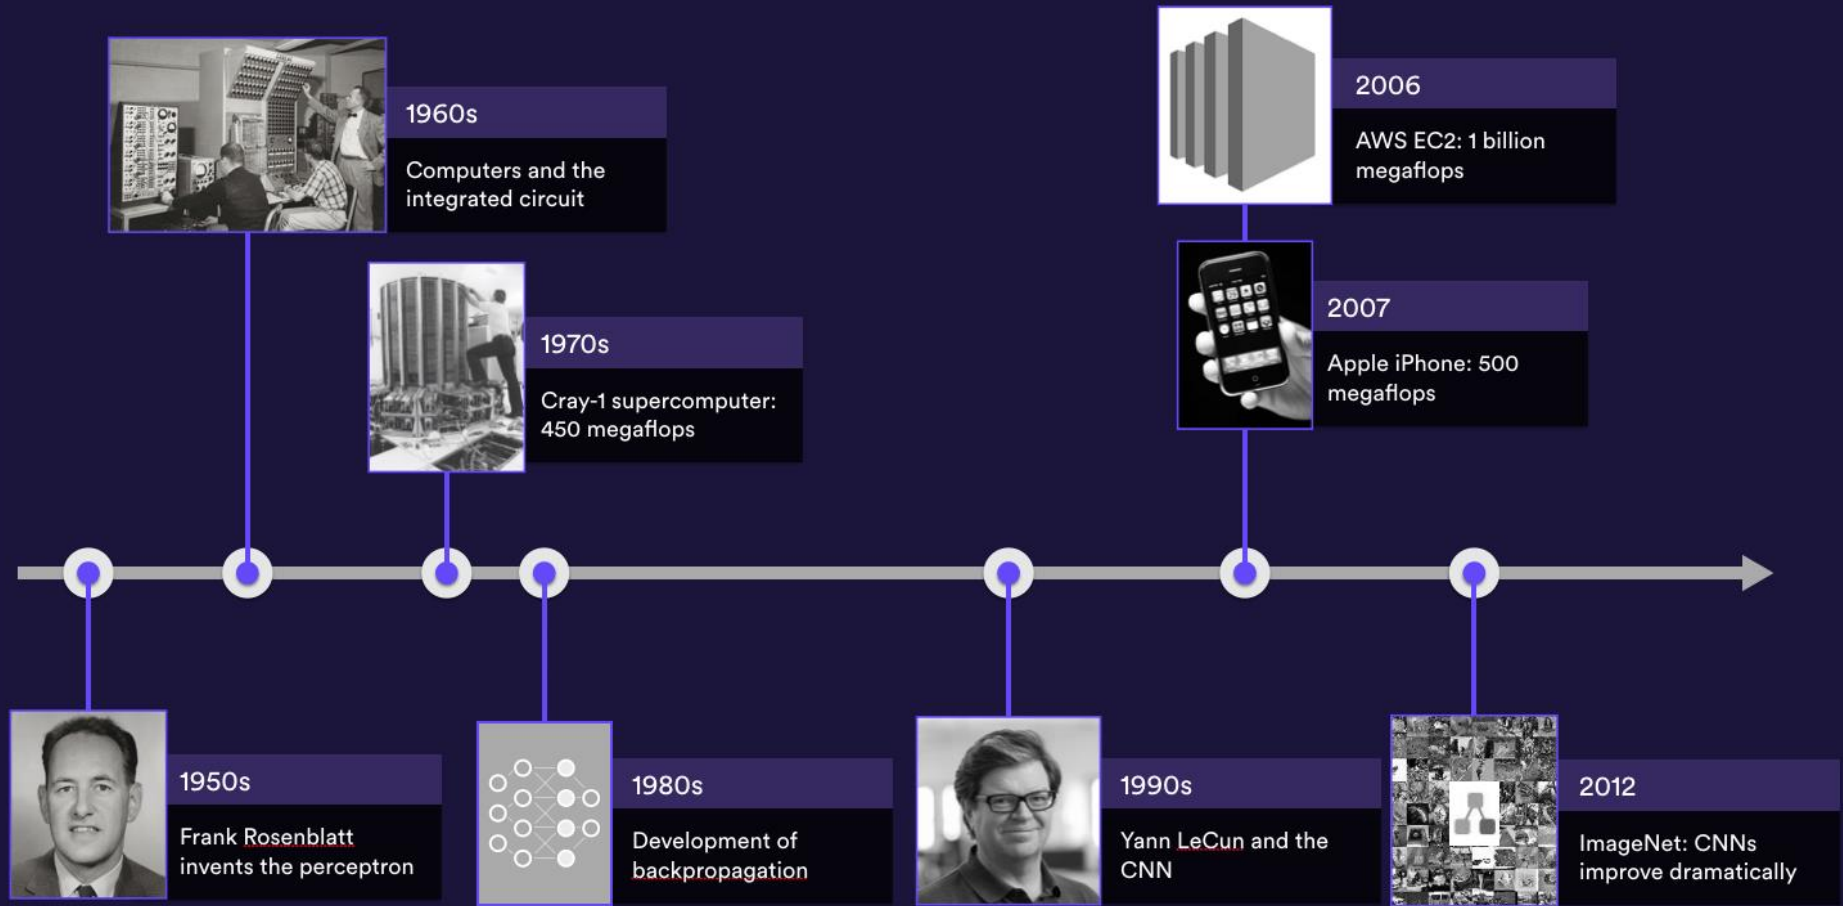 1960s
Computers and the
integrated circuit
1970s
Cray-1 supercomputer:
450 megaflops
2006
AWS EC2: 1 billion
megaflops
2007
Apple iPhone: 500
megaflops
1950s
Frank Rosenblatt
invents the perceptron
1980s
Development of
backpropagation
1990s
Yann LeCun and the
CNN
2012
ImageNet: CNNs
improve dramatically